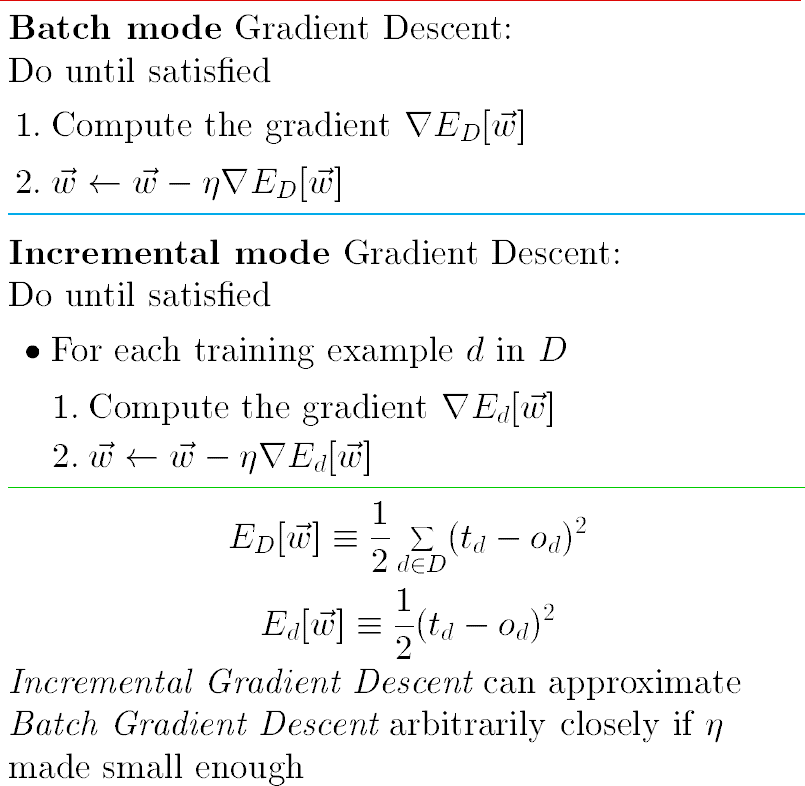 Batch mode Gradient Descent:
Do until satisfied
1. Compute the gradient ∇E_D[w⃗]
2. w⃗ ← w⃗ − η∇E_D[w⃗]
Incremental mode Gradient Descent:
Do until satisfied
• For each training example d in D
1. Compute the gradient ∇E_d[w⃗]
2. w⃗ ← w⃗ − η∇E_d[w⃗]
E_D[w⃗] ≡ 1/2 ∑_{d∈D} (t_d − o_d)²
E_d[w⃗] ≡ 1/2 (t_d − o_d)²
Incremental Gradient Descent can approximate
Batch Gradient Descent arbitrarily closely if η
made small enough